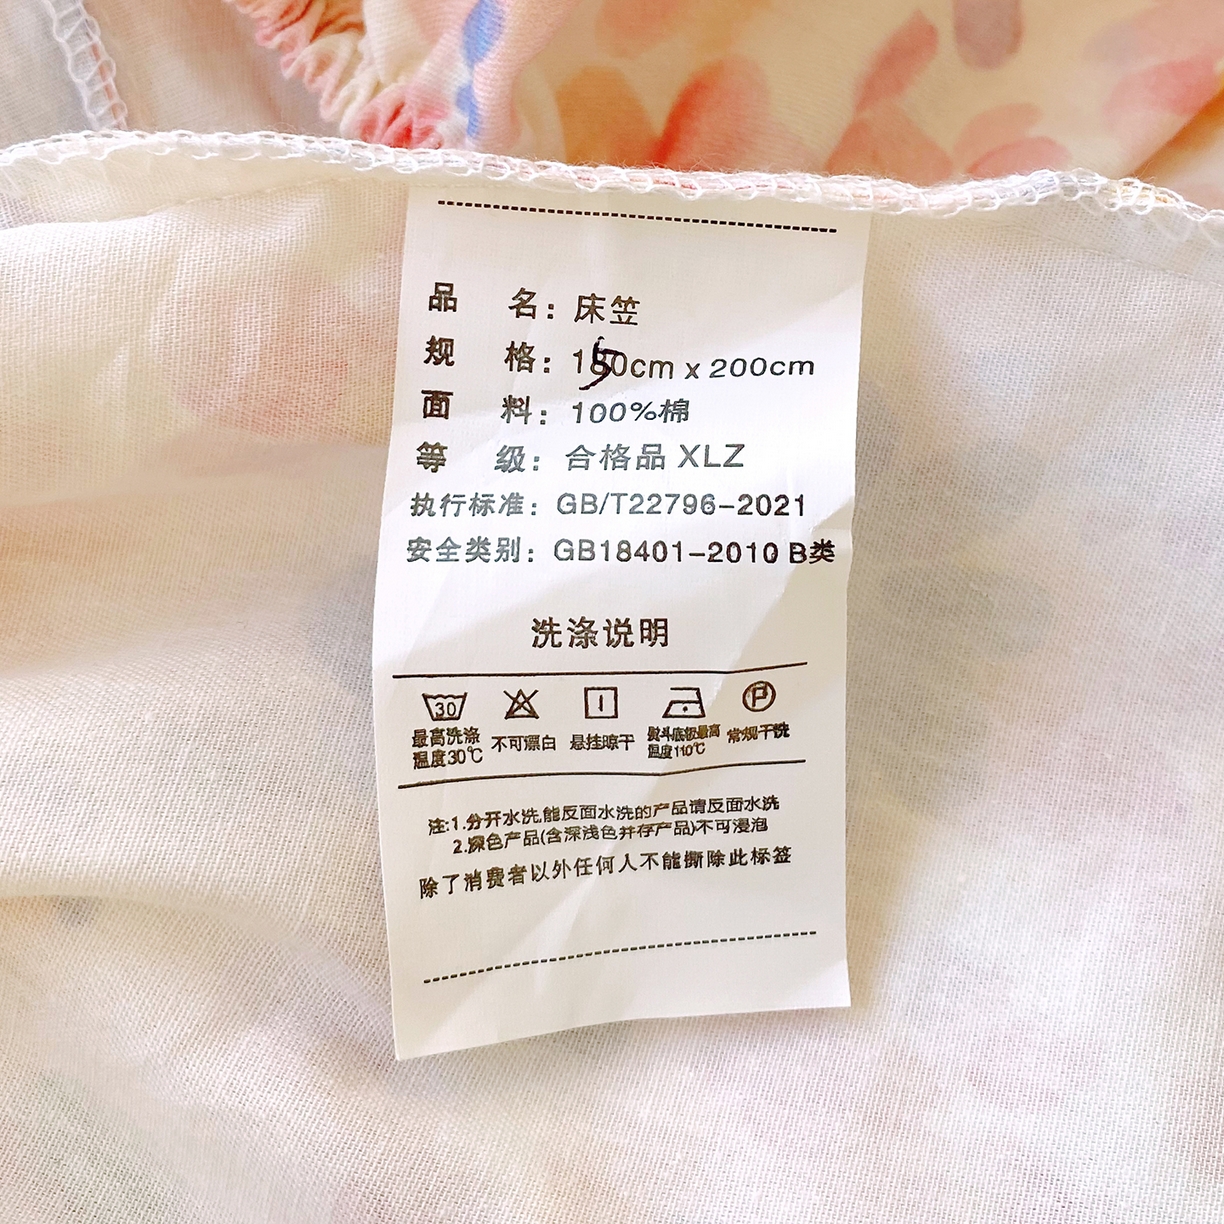 品 名：床笠
规 格：150cm x 200cm
面 料：100%棉
等 级：合格品 XLZ
执行标准：GB/T22796-2021
安全类别：GB18401-2010 B类
洗涤说明
30
P
最高洗涤 不可漂白 悬挂晾干 熨斗底板最高 常规干洗
温度30℃ 温度110℃
注:1.分开水洗,能反面水洗的产品请反面水洗
2.深色产品(含深浅色并存产品)不可浸泡
除了消费者以外任何人不能撕除此标签